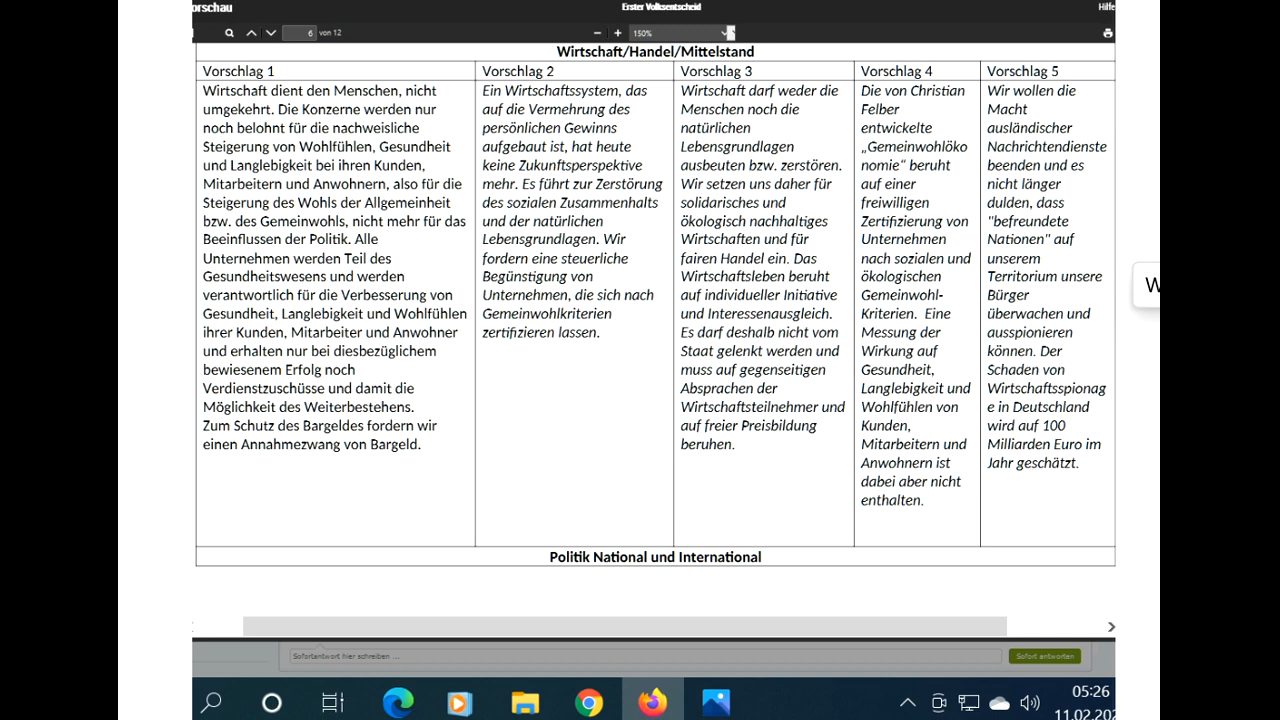 orschau
Erster Volksentscheid
Hilfe
6 von 12
150%
Wirtschaft/Handel/Mittelstand
Vorschlag 1
Wirtschaft dient den Menschen, nicht
umgekehrt. Die Konzerne werden nur
noch belohnt für die nachweisliche
Steigerung von Wohlfühlen, Gesundheit
und Langlebigkeit bei ihren Kunden,
Mitarbeitern und Anwohnern, also für die
Steigerung des Wohls der Allgemeinheit
bzw. des Gemeinwohls, nicht mehr für das
Beeinflussen der Politik. Alle
Unternehmen werden Teil des
Gesundheitswesens und werden
verantwortlich für die Verbesserung von
Gesundheit, Langlebigkeit und Wohlfühlen
ihrer Kunden, Mitarbeiter und Anwohner
und erhalten nur bei diesbezüglichem
bewiesenem Erfolg noch
Verdienstzuschüsse und damit die
Möglichkeit des Weiterbestehens.
Zum Schutz des Bargeldes fordern wir
einen Annahmezwang von Bargeld.
Vorschlag 2
Ein Wirtschaftssystem, das
auf die Vermehrung des
persönlichen Gewinns
aufgebaut ist, hat heute
keine Zukunftsperspektive
mehr. Es führt zur Zerstörung
des sozialen Zusammenhalts
und der natürlichen
Lebensgrundlagen. Wir
fordern eine steuerliche
Begünstigung von
Unternehmen, die sich nach
Gemeinwohlkriterien
zertifizieren lassen.
Vorschlag 3
Wirtschaft darf weder die
Menschen noch die
natürlichen
Lebensgrundlagen
ausbeuten bzw. zerstören.
Wir setzen uns daher für
solidarisches und
ökologisch nachhaltiges
Wirtschaften und für
fairen Handel ein. Das
Wirtschaftsleben beruht
auf individueller Initiative
und Interessenausgleich.
Es darf deshalb nicht vom
Staat gelenkt werden und
muss auf gegenseitigen
Absprachen der
Wirtschaftsteilnehmer und
auf freier Preisbildung
beruhen.
Vorschlag 4
Die von Christian
Felber
entwickelte
„Gemeinwohlöko
nomie“ beruht
auf einer
freiwilligen
Zertifizierung von
Unternehmen
nach sozialen und
ökologischen
Gemeinwohl-
Kriterien. Eine
Messung der
Wirkung auf
Gesundheit,
Langlebigkeit und
Wohlfühlen von
Kunden,
Mitarbeitern und
Anwohnern ist
dabei aber nicht
enthalten.
Vorschlag 5
Wir wollen die
Macht
ausländischer
Nachrichtendienste
beenden und es
nicht länger
dulden, dass
"befreundete
Nationen" auf
unserem
Territorium unsere
Bürger
überwachen und
ausspionieren
können. Der
Schaden von
Wirtschaftsspionag
e in Deutschland
wird auf 100
Milliarden Euro im
Jahr geschätzt.
Politik National und International
W
Sofortantwort hier schreiben ...
Sofort antworten
05:26
11.02.202